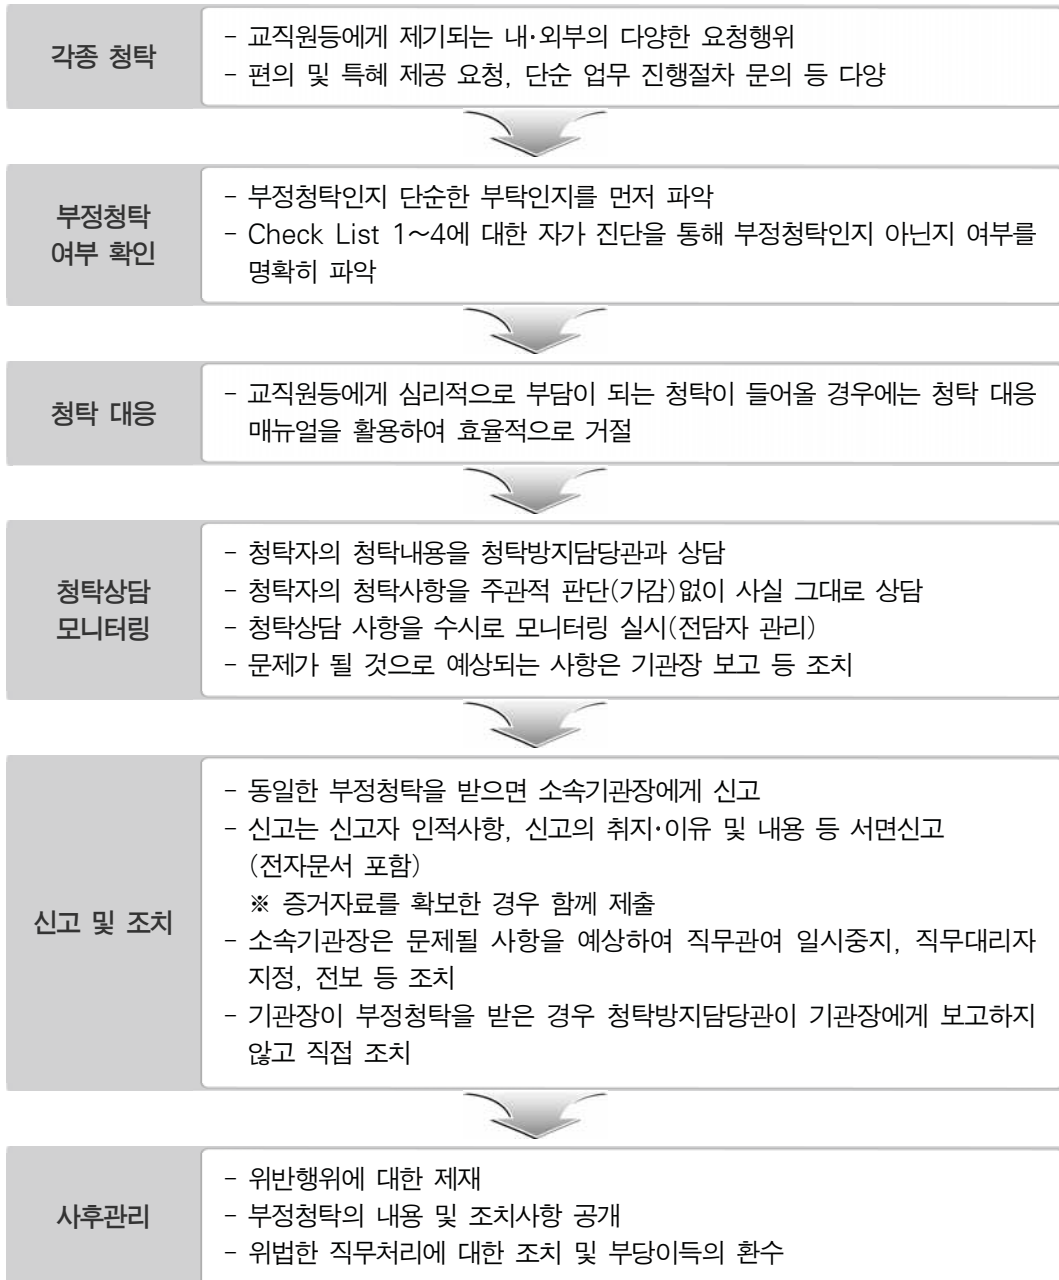 각종 청탁
- 교직원등에게 제기되는 내·외부의 다양한 요청행위
- 편의 및 특혜 제공 요청, 단순 업무 진행절차 문의 등 다양
부정청탁
여부 확인
- 부정청탁인지 단순한 부탁인지를 먼저 파악
- Check List 1~4에 대한 자가 진단을 통해 부정청탁인지 아닌지 여부를
명확히 파악
청탁 대응
- 교직원등에게 심리적으로 부담이 되는 청탁이 들어올 경우에는 청탁 대응
매뉴얼을 활용하여 효율적으로 거절
청탁상담
모니터링
- 청탁자의 청탁내용을 청탁방지담당관과 상담
- 청탁자의 청탁사항을 주관적 판단(가감)없이 사실 그대로 상담
- 청탁상담 사항을 수시로 모니터링 실시(전담자 관리)
- 문제가 될 것으로 예상되는 사항은 기관장 보고 등 조치
신고 및 조치
- 동일한 부정청탁을 받으면 소속기관장에게 신고
- 신고는 신고자 인적사항, 신고의 취지·이유 및 내용 등 서면신고
(전자문서 포함)
※ 증거자료를 확보한 경우 함께 제출
- 소속기관장은 문제될 사항을 예상하여 직무관여 일시중지, 직무대리자
지정, 전보 등 조치
- 기관장이 부정청탁을 받은 경우 청탁방지담당관이 기관장에게 보고하지
않고 직접 조치
사후관리
- 위반행위에 대한 제재
- 부정청탁의 내용 및 조치사항 공개
- 위법한 직무처리에 대한 조치 및 부당이득의 환수